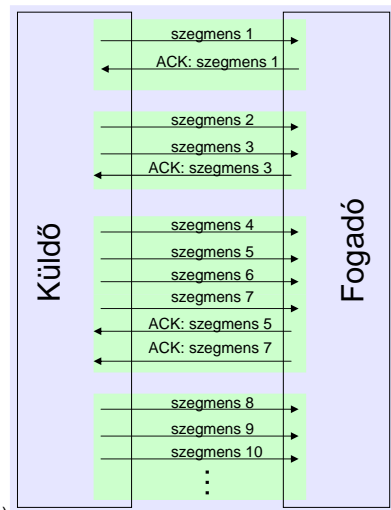 szegmens 1
ACK: szegmens 1
szegmens 2
szegmens 3
ACK: szegmens 3
Küldő
Fogadó
szegmens 4
szegmens 5
szegmens 6
szegmens 7
ACK: szegmens 5
ACK: szegmens 7
szegmens 8
szegmens 9
szegmens 10
⋮
)